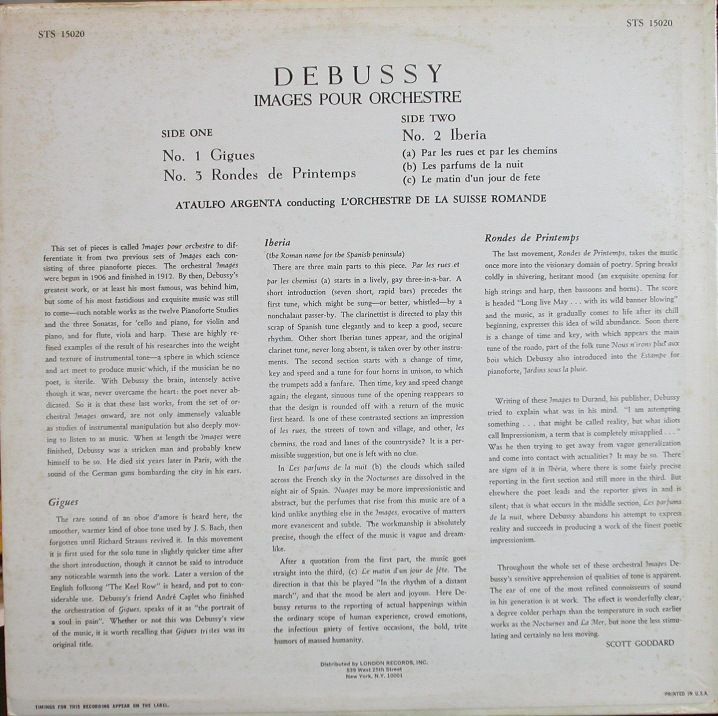 STS 15020
STS 15020
DEBUSSY
IMAGES POUR ORCHESTRE
SIDE ONE
No. 1 Gigues
No. 3 Rondes de Printemps
SIDE TWO
No. 2 Iberia
(a) Par les rues et par les chemins
(b) Les parfums de la nuit
(c) Le matin d'un jour de fete
ATAULFO ARGENTA conducting L'ORCHESTRE DE LA SUISSE ROMANDE
This set of pieces is called Images pour orchestre to dif-
ferentiate it from two previous sets of Images each con-
sisting of three pianoforte pieces. The orchestral Images
were begun in 1906 and finished in 1912. By then, Debussy's
greatest work, or at least his most famous, was behind him,
but some of his most fastidious and exquisite music was still
to come—such notable works as the twelve Pianoforte Studies
and the three Sonatas, for 'cello and piano, for violin and
piano, and for flute, viola and harp. These are highly re-
fined examples of the result of his researches into the weight
and texture of instrumental tone—a sphere in which science
and art meet to produce music which, if the musician be no
poet, is sterile. With Debussy the brain, intensely active
though it was, never overcame the heart: the poet never ab-
dicated. So it is that these last works, from the set of or-
chestral Images onward, are not only immensely valuable
as studies of instrumental manipulation but also deeply mov-
ing to listen to as music. When at length the Images were
finished, Debussy was a stricken man and probably knew
himself to be so. He died six years later in Paris, with the
sound of the German guns bombarding the city in his ears.
Gigues
The rare sound of an oboe d'amore is heard here, the
smoother, warmer kind of oboe tone used by J. S. Bach, then
forgotten until Richard Strauss revived it. In this movement
it is first used for the solo tune in slightly quicker time after
the short introduction, though it cannot be said to introduce
any noticeable warmth into the work. Later a version of the
English folksong "The Keel Row" is heard, and put to con-
siderable use. Debussy's friend André Caplet who finished
the orchestration of Gigues, speaks of it as "the portrait of
a soul in pain". Whether or not this was Debussy's view
of the music, it is worth recalling that Gigues tristes was its
original title.
Iberia
(the Roman name for the Spanish peninsula)
There are three main parts to this piece. Par les rues et
par les chemins (a) starts in a lively, gay three-in-a-bar. A
short introduction (seven short, rapid bars) precedes the
first tune, which might be sung—or better, whistled—by a
nonchalant passer-by. The clarinettist is directed to play this
scrap of Spanish tune elegantly and to keep a good, secure
rhythm. Other short Iberian tunes appear, and the original
clarinet tune, never long absent, is taken over by other instru-
ments. The second section starts with a change of time,
key and speed and a tune for four horns in unison, to which
the trumpets add a fanfare. Then time, key and speed change
again; the elegant, sinuous tune of the opening reappears so
that the design is rounded off with a return of the music
first heard. Is one of these contrasted sections an impression
of les rues, the streets of town and village, and other, les
chemins, the road and lanes of the countryside? It is a per-
missible suggestion, but one is left with no clue.
In Les parfums de la nuit (b) the clouds which sailed
across the French sky in the Nocturnes are dissolved in the
night air of Spain. Nuages may be more impressionistic and
abstract, but the perfumes that rise from this music are of a
kind unlike anything else in the Images, evocative of matters
more evanescent and subtle. The workmanship is absolutely
precise, though the effect of the music is vague and dream-
like.
After a quotation from the first part, the music goes
straight into the third, (c) Le matin d'un jour de fête. The
direction is that this be played "In the rhythm of a distant
march", and that the mood be alert and joyous. Here De-
bussy returns to the reporting of actual happenings within
the ordinary scope of human experience, crowd emotions,
the infectious gaiety of festive occasions, the bold, trite
humors of massed humanity.
Rondes de Printemps
The last movement, Rondes de Printemps, takes the music
once more into the visionary domain of poetry. Spring breaks
coldly in shivering, hesitant mood (an exquisite opening for
high strings and harp, then bassoons and horns). The score
is headed "Long live May . . . with its wild banner blowing"
and the music, as it gradually comes to life after its chill
beginning, expresses this idea of wild abundance. Soon there
is a change of time and key, with which appears the main
tune of the rondo, part of the folk tune Nous n'irons plus aux
bois which Debussy also introduced into the Estampe for
pianoforte, Jardins sous la pluie.
Writing of these Images to Durand, his publisher, Debussy
tried to explain what was in his mind. "I am attempting
something . . . that might be called reality, but what idiots
call Impressionism, a term that is completely misapplied . . ."
Was he then trying to get away from vague generalization
and come into contact with actualities? It may be so. There
are signs of it in Ibéria, where there is some fairly precise
reporting in the first section and still more in the third. But
elsewhere the poet leads and the reporter gives in and is
silent; that is what occurs in the middle section, Les parfums
de la nuit, where Debussy abandons his attempt to express
reality and succeeds in producing a work of the finest poetic
impressionism.
Throughout the whole set of these orchestral Images De-
bussy's sensitive apprehension of qualities of tone is apparent.
The ear of one of the most refined connoisseurs of sound
in his generation is at work. The effect is wonderfully clear,
a degree colder perhaps than the temperature in such earlier
works as the Nocturnes and La Mer, but none the less stimu-
lating and certainly no less moving.
SCOTT GODDARD
Distributed by LONDON RECORDS, INC.
539 West 25th Street
New York, N.Y. 10001
TIMINGS FOR THIS RECORDING APPEAR ON THE LABEL.
PRINTED IN U.S.A.